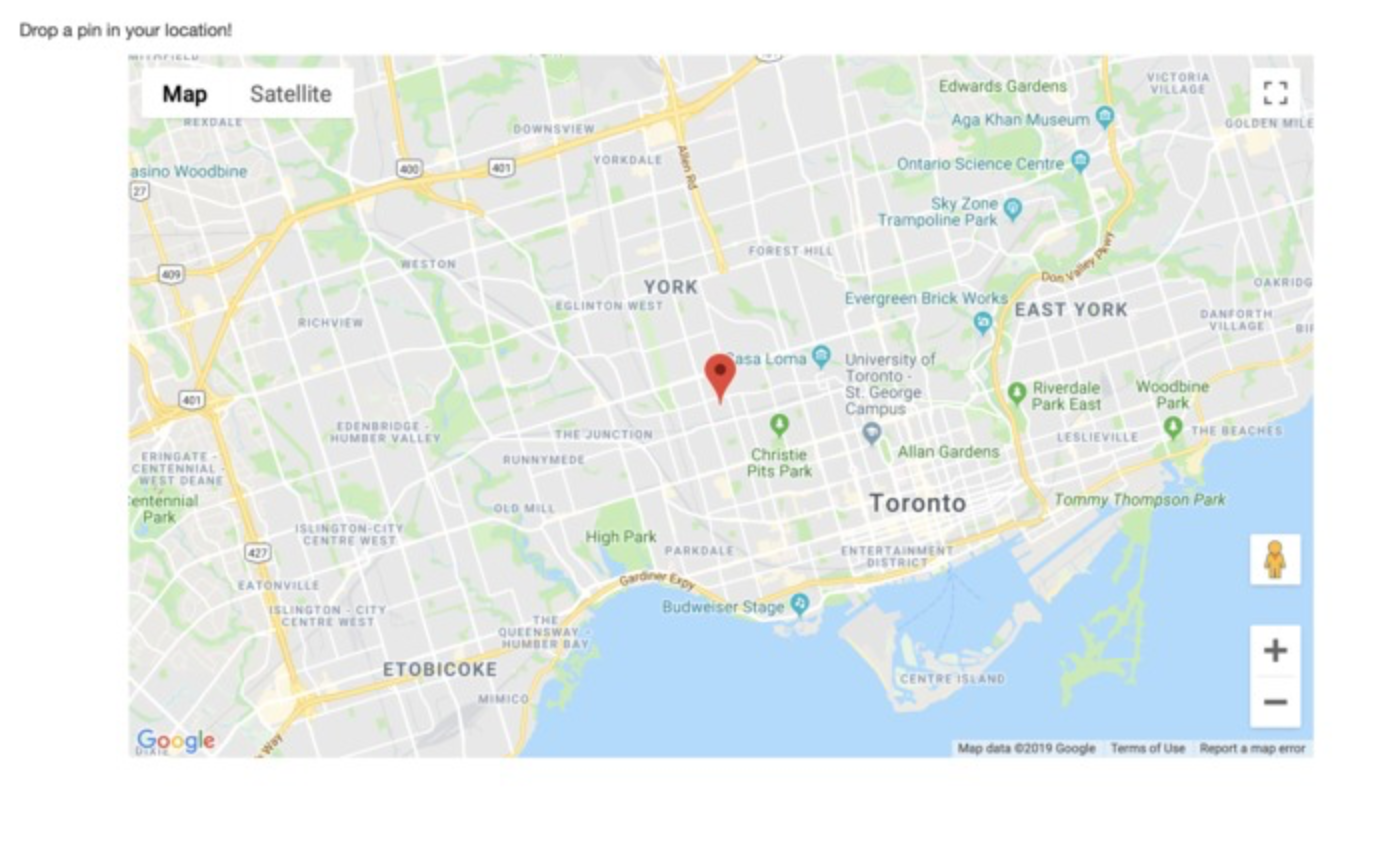 Drop a pin in your location!
Map Satellite
REXDALE
asino Woodbine
27
400
401
DOWNSVIEW
YORKDALE
Allen Rd
Edwards Gardens
Aga Khan Museum
VICTORIA
VILLAGE
GOLDEN MILE
Ontario Science Centre
Sky Zone
Trampoline Park
409
WESTON
FOREST HILL
Don Valley Pkwy
YORK
EGLINTON WEST
RICHVIEW
Evergreen Brick Works
EAST YORK
OAKRIDG
DANFORTH
VILLAGE
BI
Casa Loma
University of
Toronto -
St. George
Campus
401
Riverdale
Park East
Woodbine
Park
THE BEACHES
LESLIEVILLE
EDENBRIDGE -
HUMBER VALLEY
THE JUNCTION
RUNNYMEDE
Christie
Pits Park
Allan Gardens
ERINGATE -
CENTENNIAL -
WEST DEANE
Centennial
Park
OLD MILL
Toronto
Tommy Thompson Park
ISLINGTON-CITY
CENTRE WEST
High Park
PARKDALE
ENTERTAINMENT
DISTRICT
427
EATONVILLE
Gardiner Expy
Budweiser Stage
ISLINGTON - CITY
CENTRE WEST
THE
QUEENSWAY -
HUMBER BAY
ETOBICOKE
MIMICO
CENTRE ISLAND
Way
Google
DIXIE
Map data ©2019 Google Terms of Use Report a map error